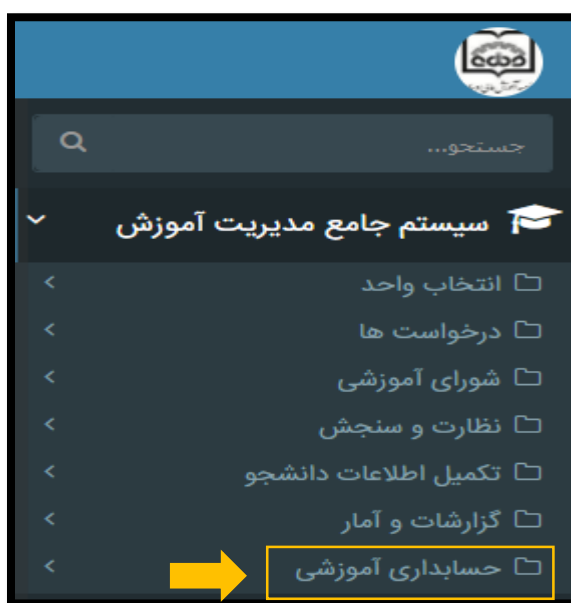 جستجو...
سیستم جامع مدیریت آموزش
انتخاب واحد
درخواست ها
شورای آموزشی
نظارت و سنجش
تکمیل اطلاعات دانشجو
گزارشات و آمار
حسابداری آموزشی